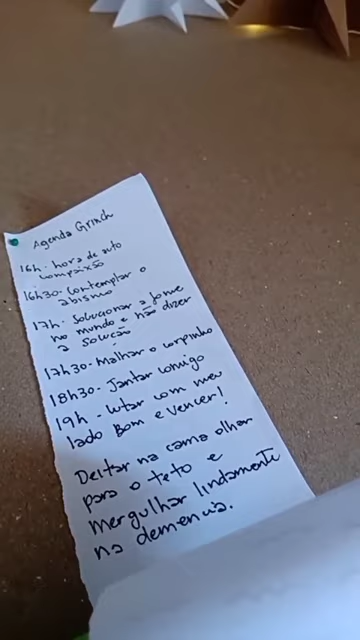 Agenda Grinch
16h - hora de auto
compaixão
16h30 - Contemplar o
abismo
17h - Solucionar a fome
no mundo e não dizer
a solução
17h30 - Malhar o corpinho
18h30 - Jantar comigo
19h - lutar com meu
lado Bom e vencer!
Deitar na cama olhar
para o teto e
mergulhar lindamente
na demência.